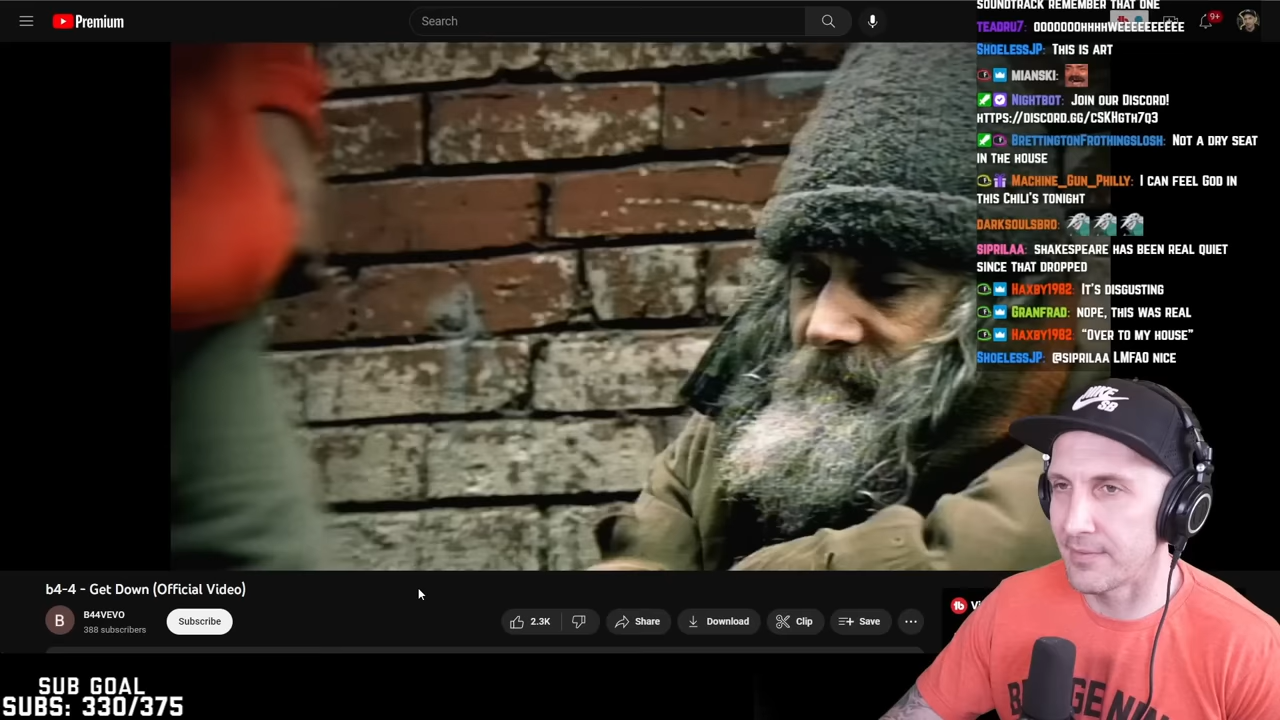 Premium
Search
9+
SOUNDTRACK REMEMBER THAT ONE
TEADRU7: OOOOOOOHHHHWEEEEEEEEEE
SHOELESSJP: THIS IS ART
MIANSKI:
NIGHTBOT: JOIN OUR DISCORD!
HTTPS://DISCORD.GG/CSKHGTH7Q3
BRETTINGTONFROTHINGSLOSH: NOT A DRY SEAT
IN THE HOUSE
MACHINE_GUN_PHILLY: I CAN FEEL GOD IN
THIS CHILI'S TONIGHT
DARKSOULSBRO:
SIPRILAA: SHAKESPEARE HAS BEEN REAL QUIET
SINCE THAT DROPPED
HAXBY1982: IT'S DISGUSTING
GRANFRAD: NOPE, THIS WAS REAL
HAXBY1982: "OVER TO MY HOUSE"
SHOELESSJP: @SIPRILAA LMFAO NICE
NIKE
SB
b4-4 - Get Down (Official Video)
B
B44VEVO
388 subscribers
Subscribe
2.3K
Share
Download
Clip
Save
SUB GOAL
SUBS: 330/375